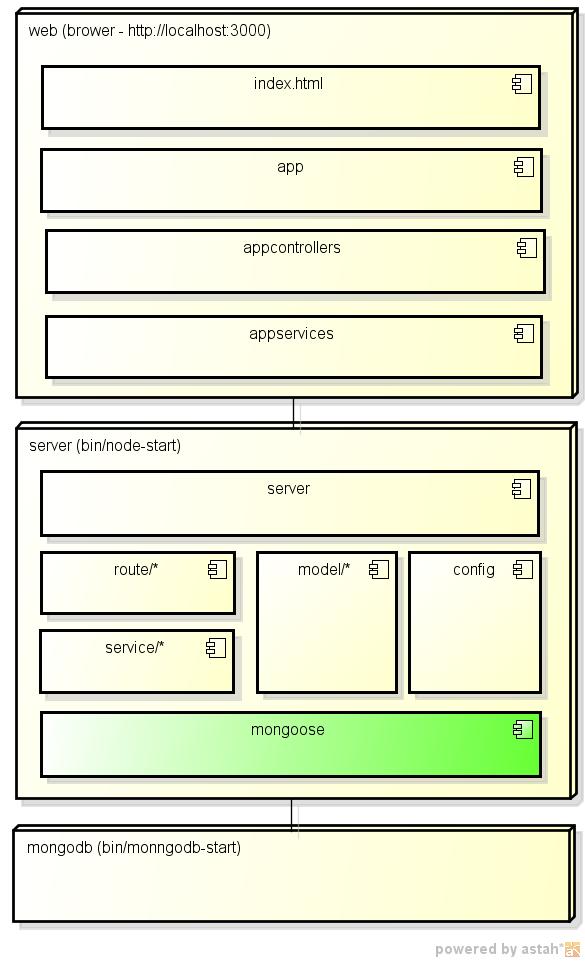 web (brower - http://localhost:3000)
index.html
app
appcontrollers
appservices
server (bin/node-start)
server
route/*
model/*
config
service/*
mongoose
mongodb (bin/monngodb-start)
powered by astah*